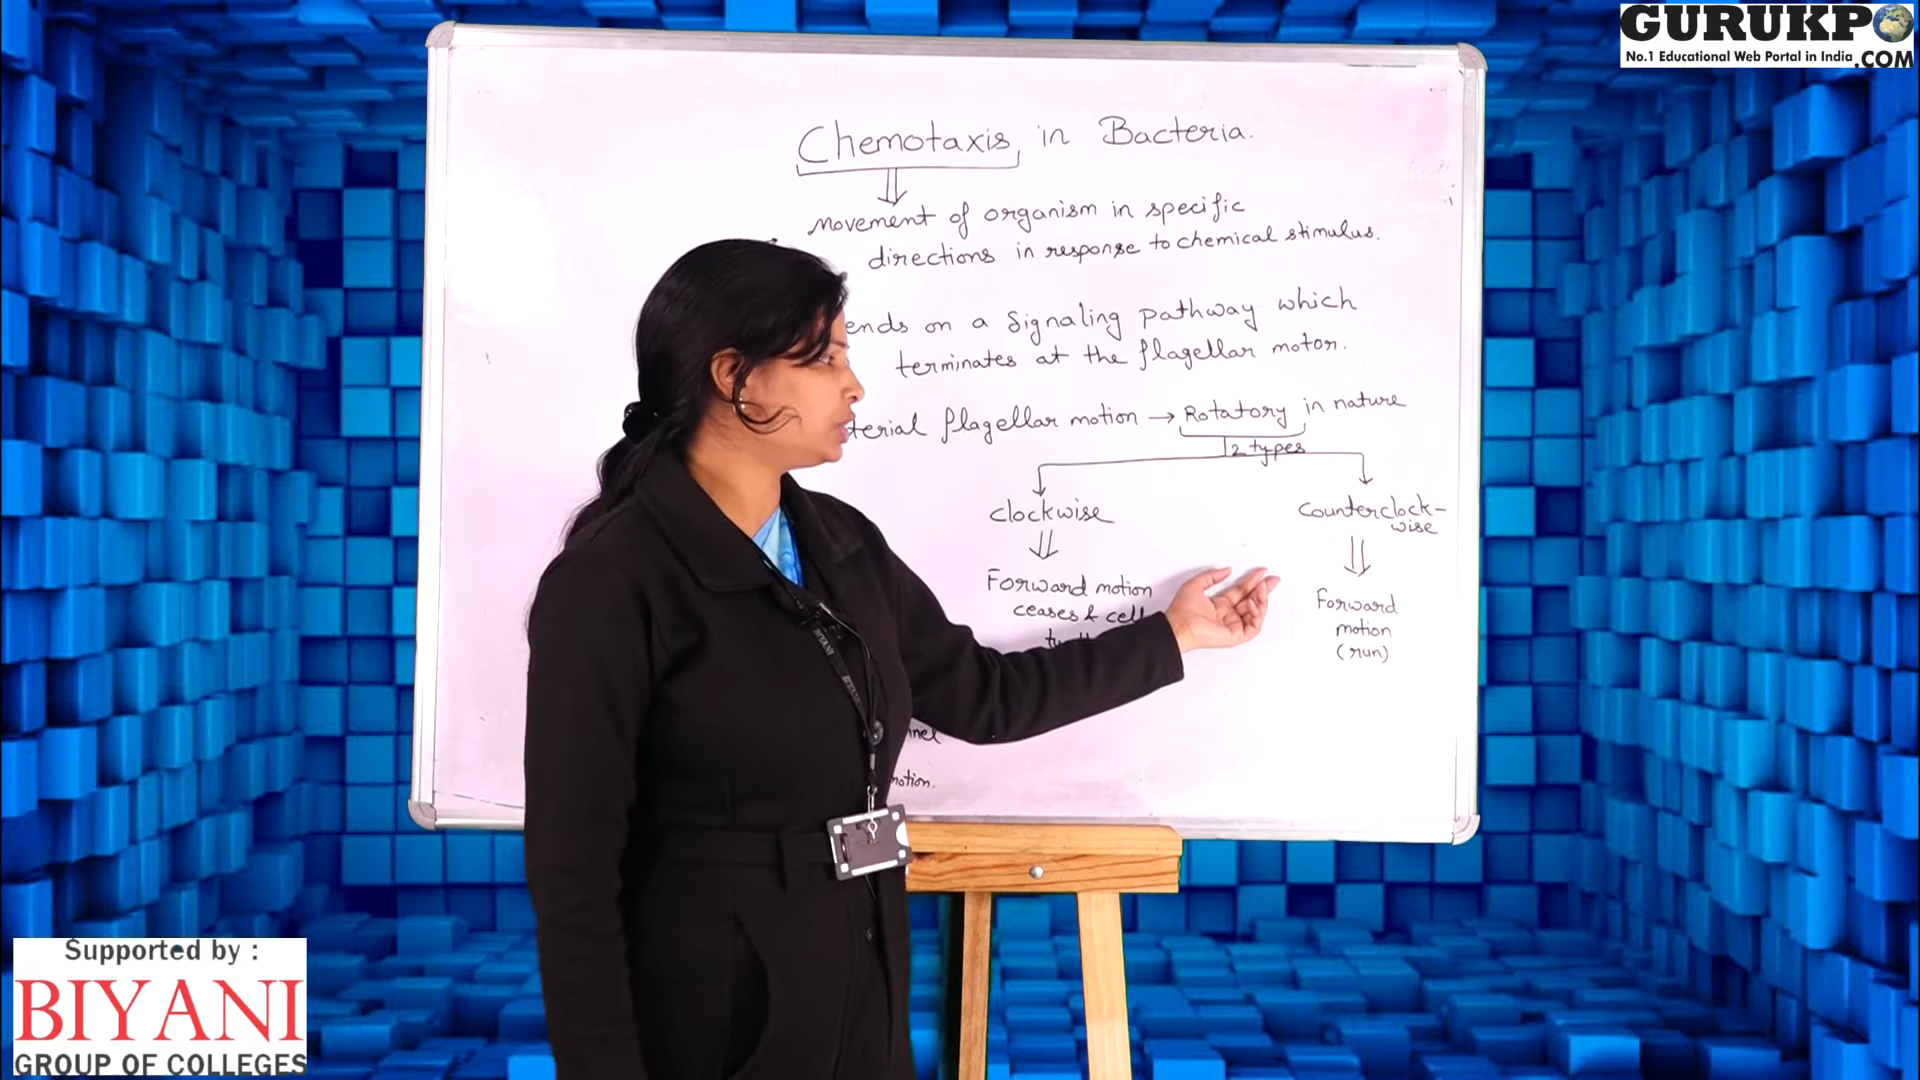 GURUKPO
No.1 Educational Web Portal in India .COM
Chemotaxis in Bacteria.
Movement of organism in specific
directions in response to chemical stimulus.
ends on a signaling pathway which
terminates at the flagellar motor.
terial flagellar motion → Rotatory in nature
2 types
clockwise
Counterclock-
wise
Forward motion
ceases & cell
Forward
motion
(run)
nel
motion.
BIYANI
Supported by :
BIYANI
GROUP OF COLLEGES